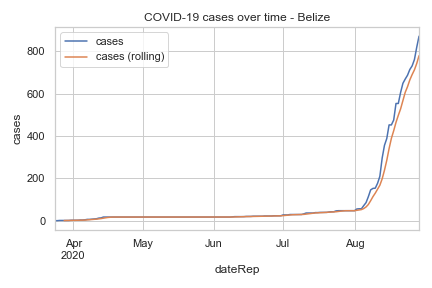 COVID-19 cases over time - Belize
cases
cases (rolling)
cases
800
600
400
200
0
Apr
2020
May
Jun
Jul
Aug
dateRep